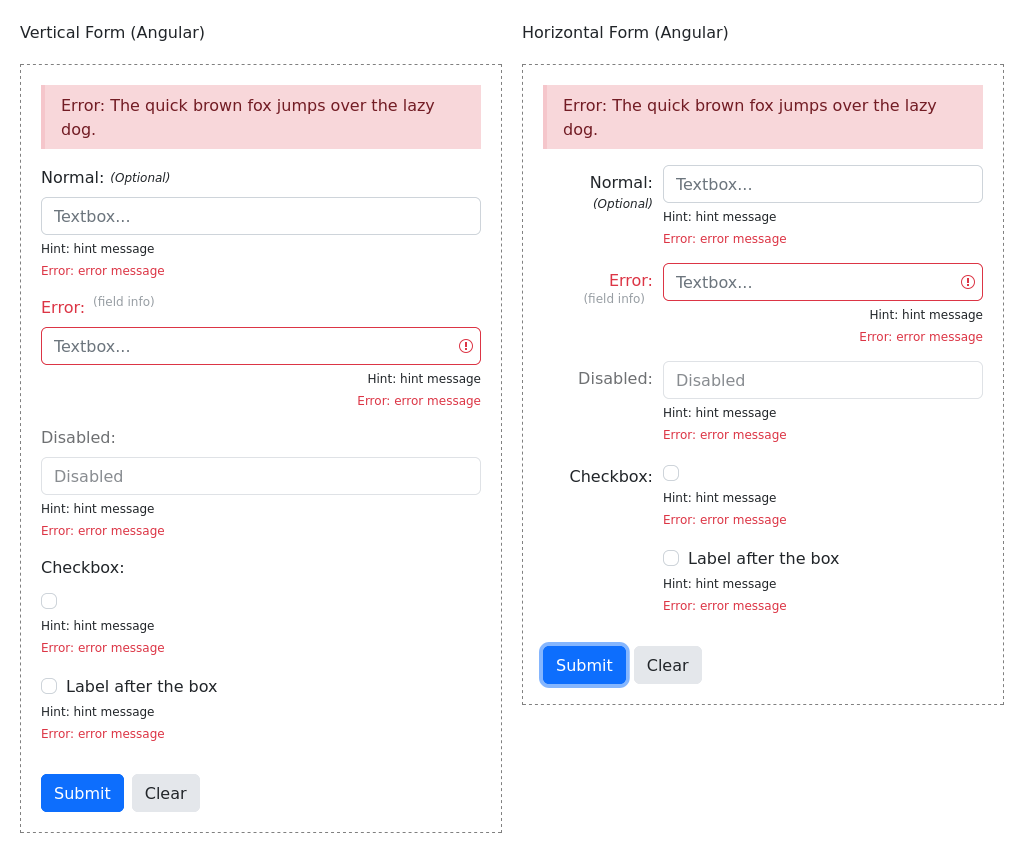 Vertical Form (Angular)
Error: The quick brown fox jumps over the lazy
dog.
Normal: (Optional)
Textbox...
Hint: hint message
Error: error message
Error: (field info)
Textbox...
Hint: hint message
Error: error message
Disabled:
Disabled
Hint: hint message
Error: error message
Checkbox:
Hint: hint message
Error: error message
Label after the box
Hint: hint message
Error: error message
Submit Clear
Horizontal Form (Angular)
Error: The quick brown fox jumps over the lazy
dog.
Normal:
(Optional)
Textbox...
Hint: hint message
Error: error message
Error:
(field info)
Textbox...
Hint: hint message
Error: error message
Disabled:
Disabled
Hint: hint message
Error: error message
Checkbox:
Hint: hint message
Error: error message
Label after the box
Hint: hint message
Error: error message
Submit Clear